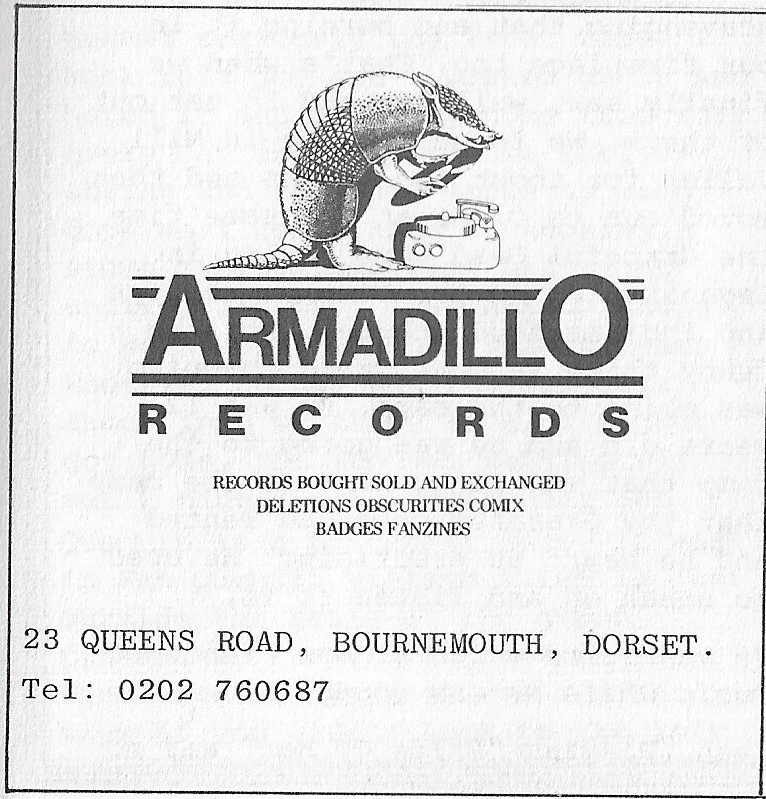 ARMADILLO
RECORDS
RECORDS BOUGHT SOLD AND EXCHANGED
DELETIONS OBSCURITIES COMIX
BADGES FANZINES
23 QUEENS ROAD, BOURNEMOUTH, DORSET.
Tel: 0202 760687